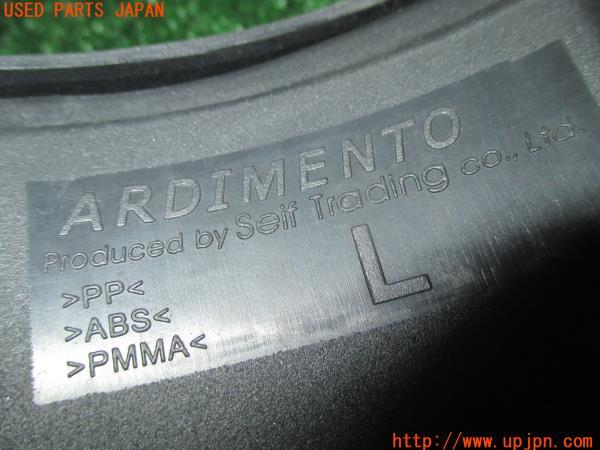 USED PARTS JAPAN
ARDIMENTO
Produced by Seif Trading co., Ltd.
L
>PP<
>ABS<
>PMMA<
http://www.upjpn.com/